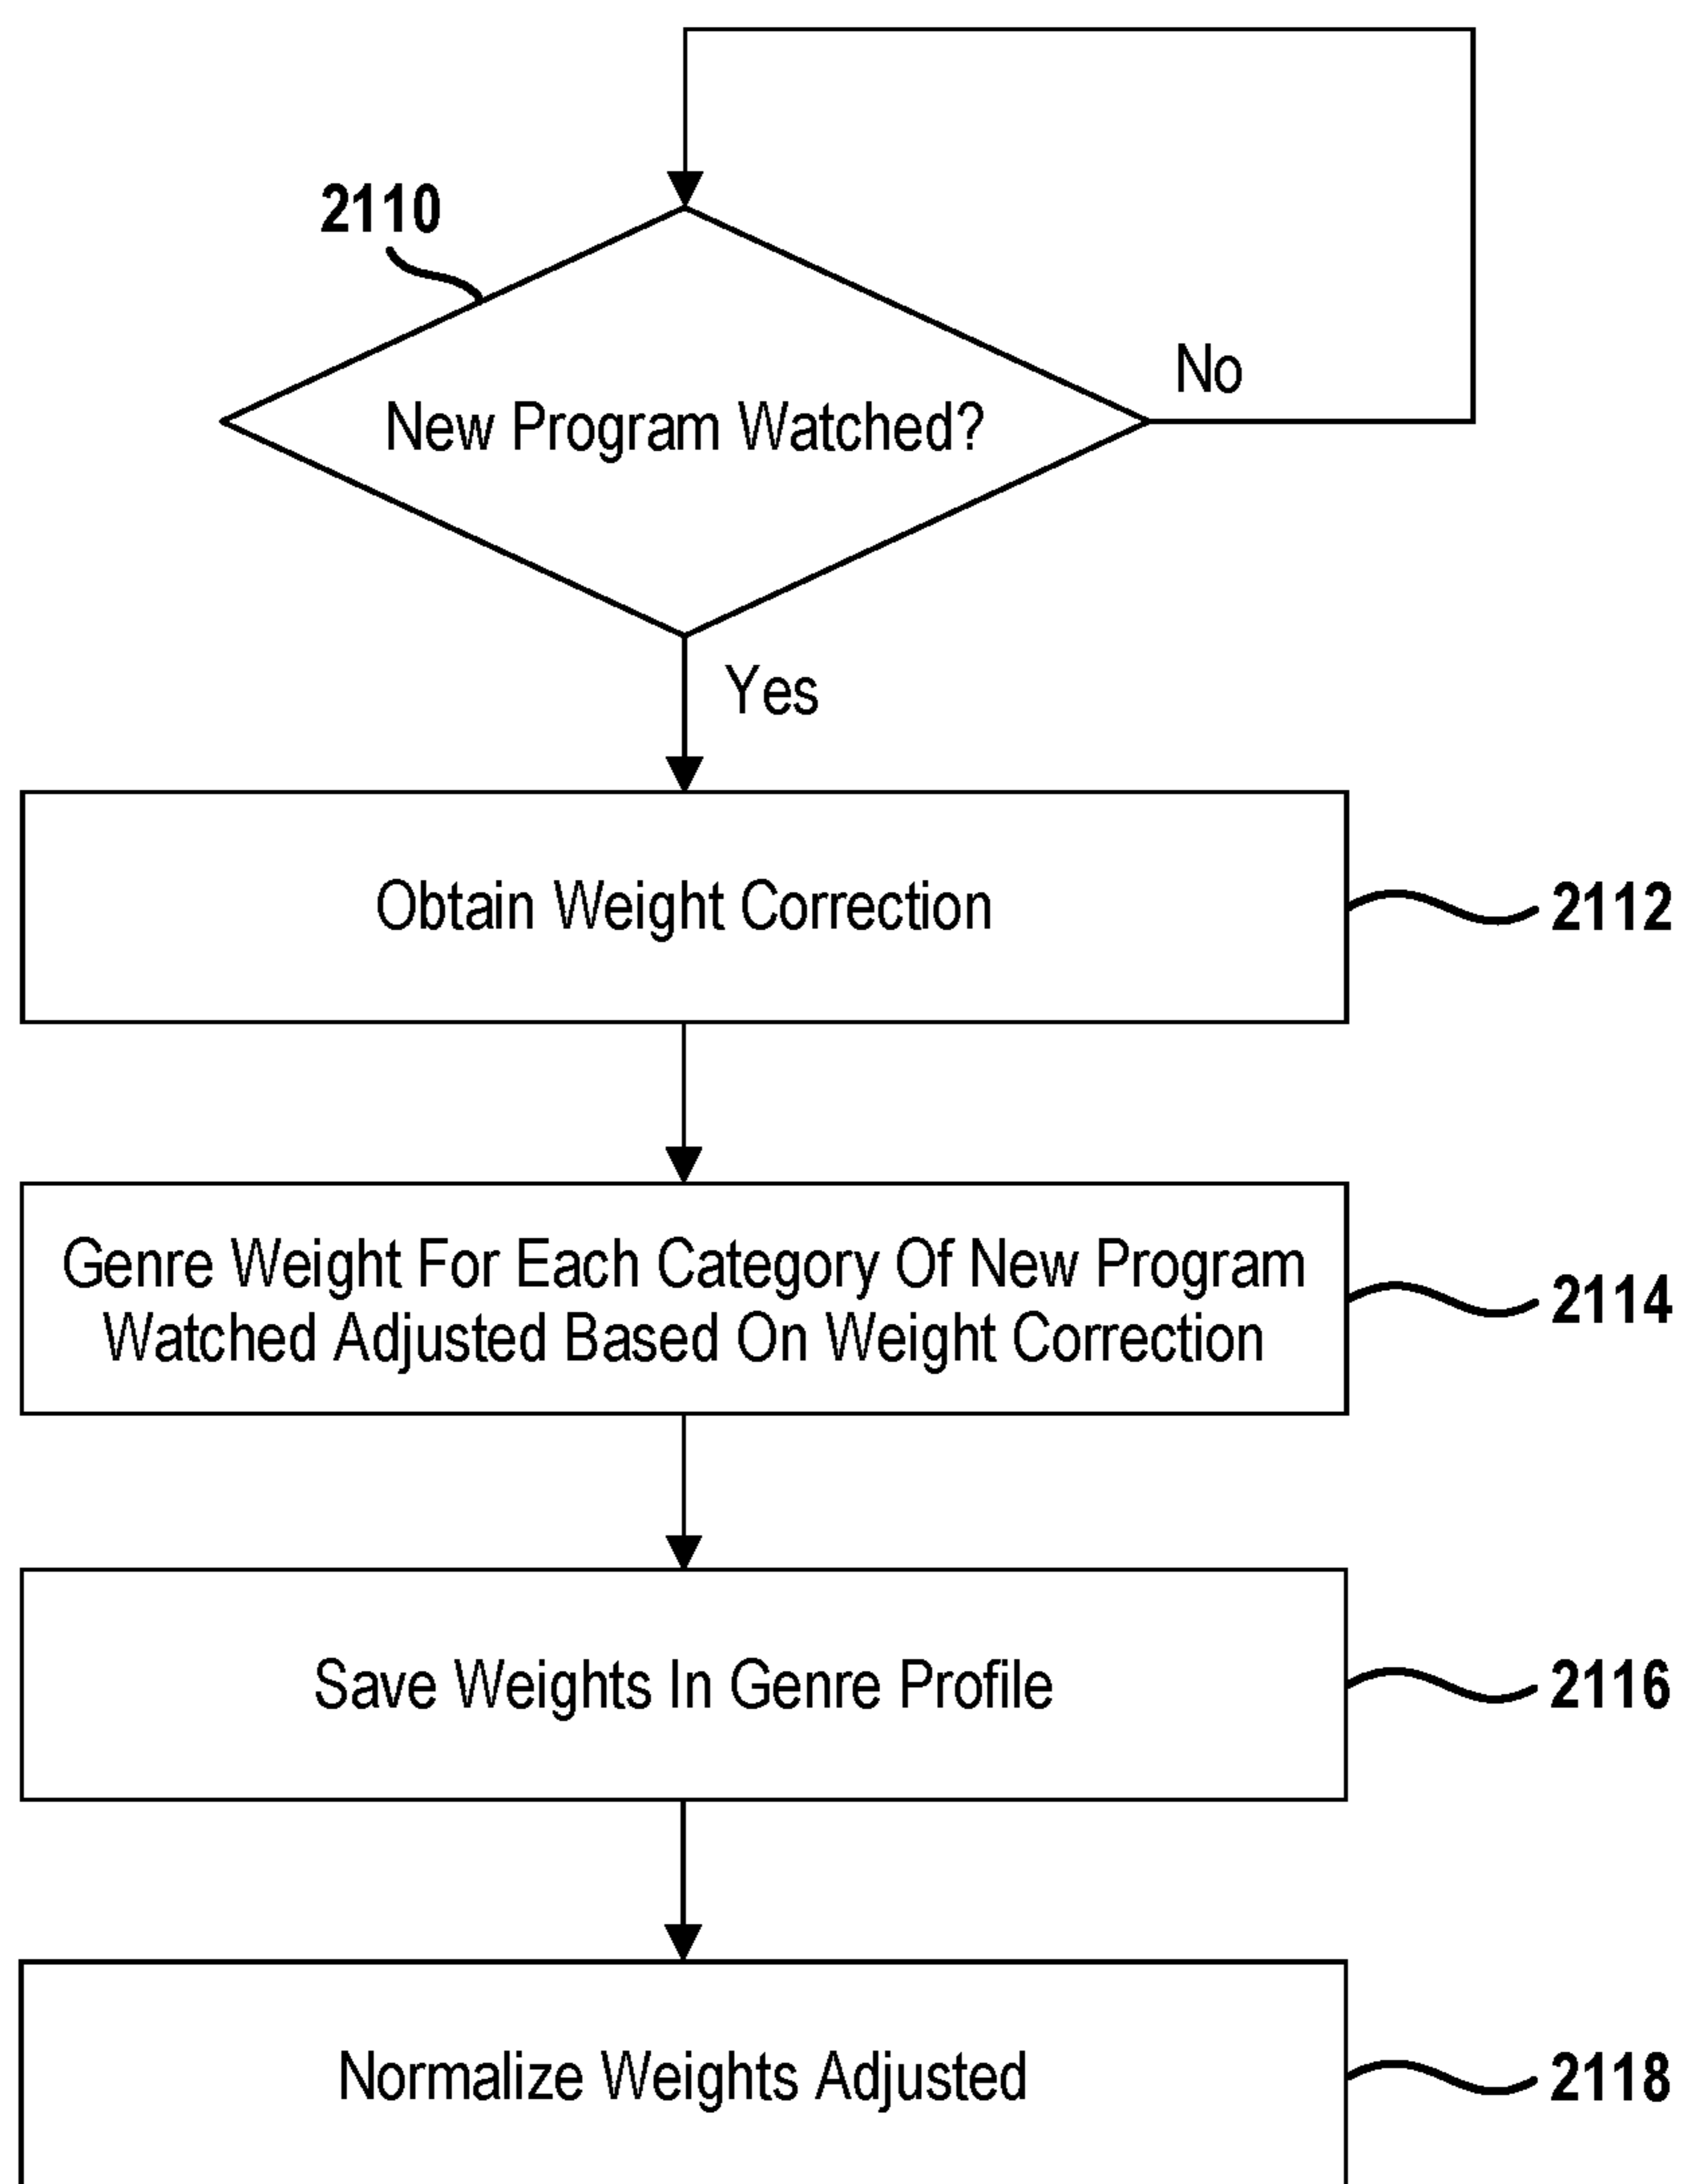 2110
New Program Watched?
No
Yes
Obtain Weight Correction
2112
Genre Weight For Each Category Of New Program
Watched Adjusted Based On Weight Correction
2114
Save Weights In Genre Profile
2116
Normalize Weights Adjusted
2118